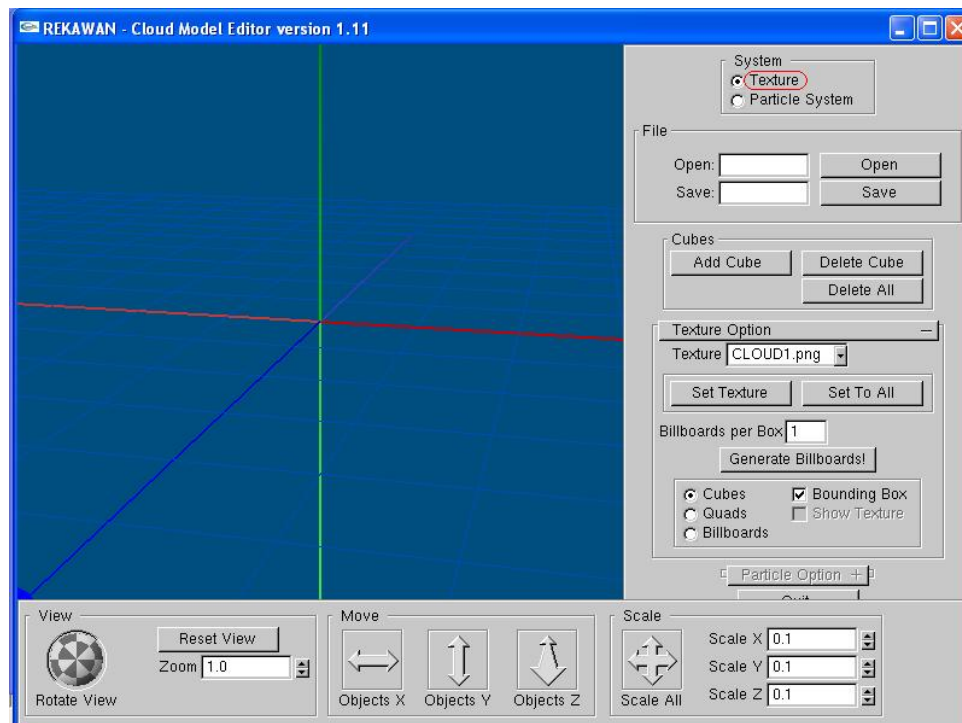 REKAWAN - Cloud Model Editor version 1.11
System
Texture
Particle System
File
Open:
Open
Save:
Save
Cubes
Add Cube
Delete Cube
Delete All
Texture Option
Texture
CLOUD1.png
Set Texture
Set To All
Billboards per Box
1
Generate Billboards!
Cubes
Bounding Box
Quads
Show Texture
Billboards
Particle Option
Quit
View
Reset View
Zoom
1.0
Rotate View
Move
Objects X
Objects Y
Objects Z
Scale
Scale All
Scale X
0.1
Scale Y
0.1
Scale Z
0.1